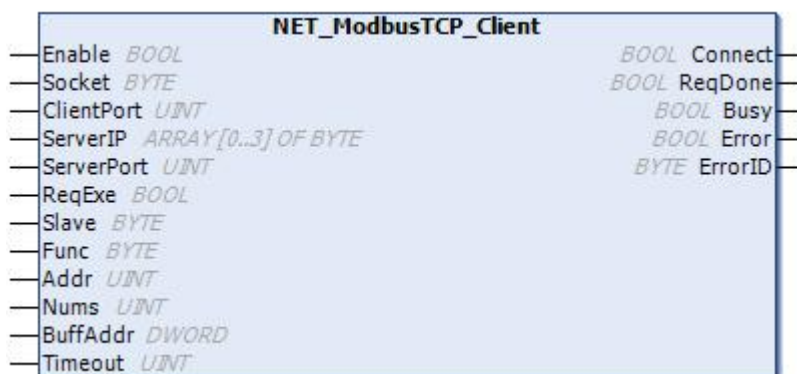 NET_ModbusTCP_Client
Enable BOOL BOOL Connect
Socket BYTE BOOL ReqDone
ClientPort UINT BOOL Busy
ServerIP ARRAY [0..3] OF BYTE BOOL Error
ServerPort UINT BYTE ErrorID
ReqExe BOOL
Slave BYTE
Func BYTE
Addr UINT
Nums UINT
BuffAddr DWORD
Timeout UINT